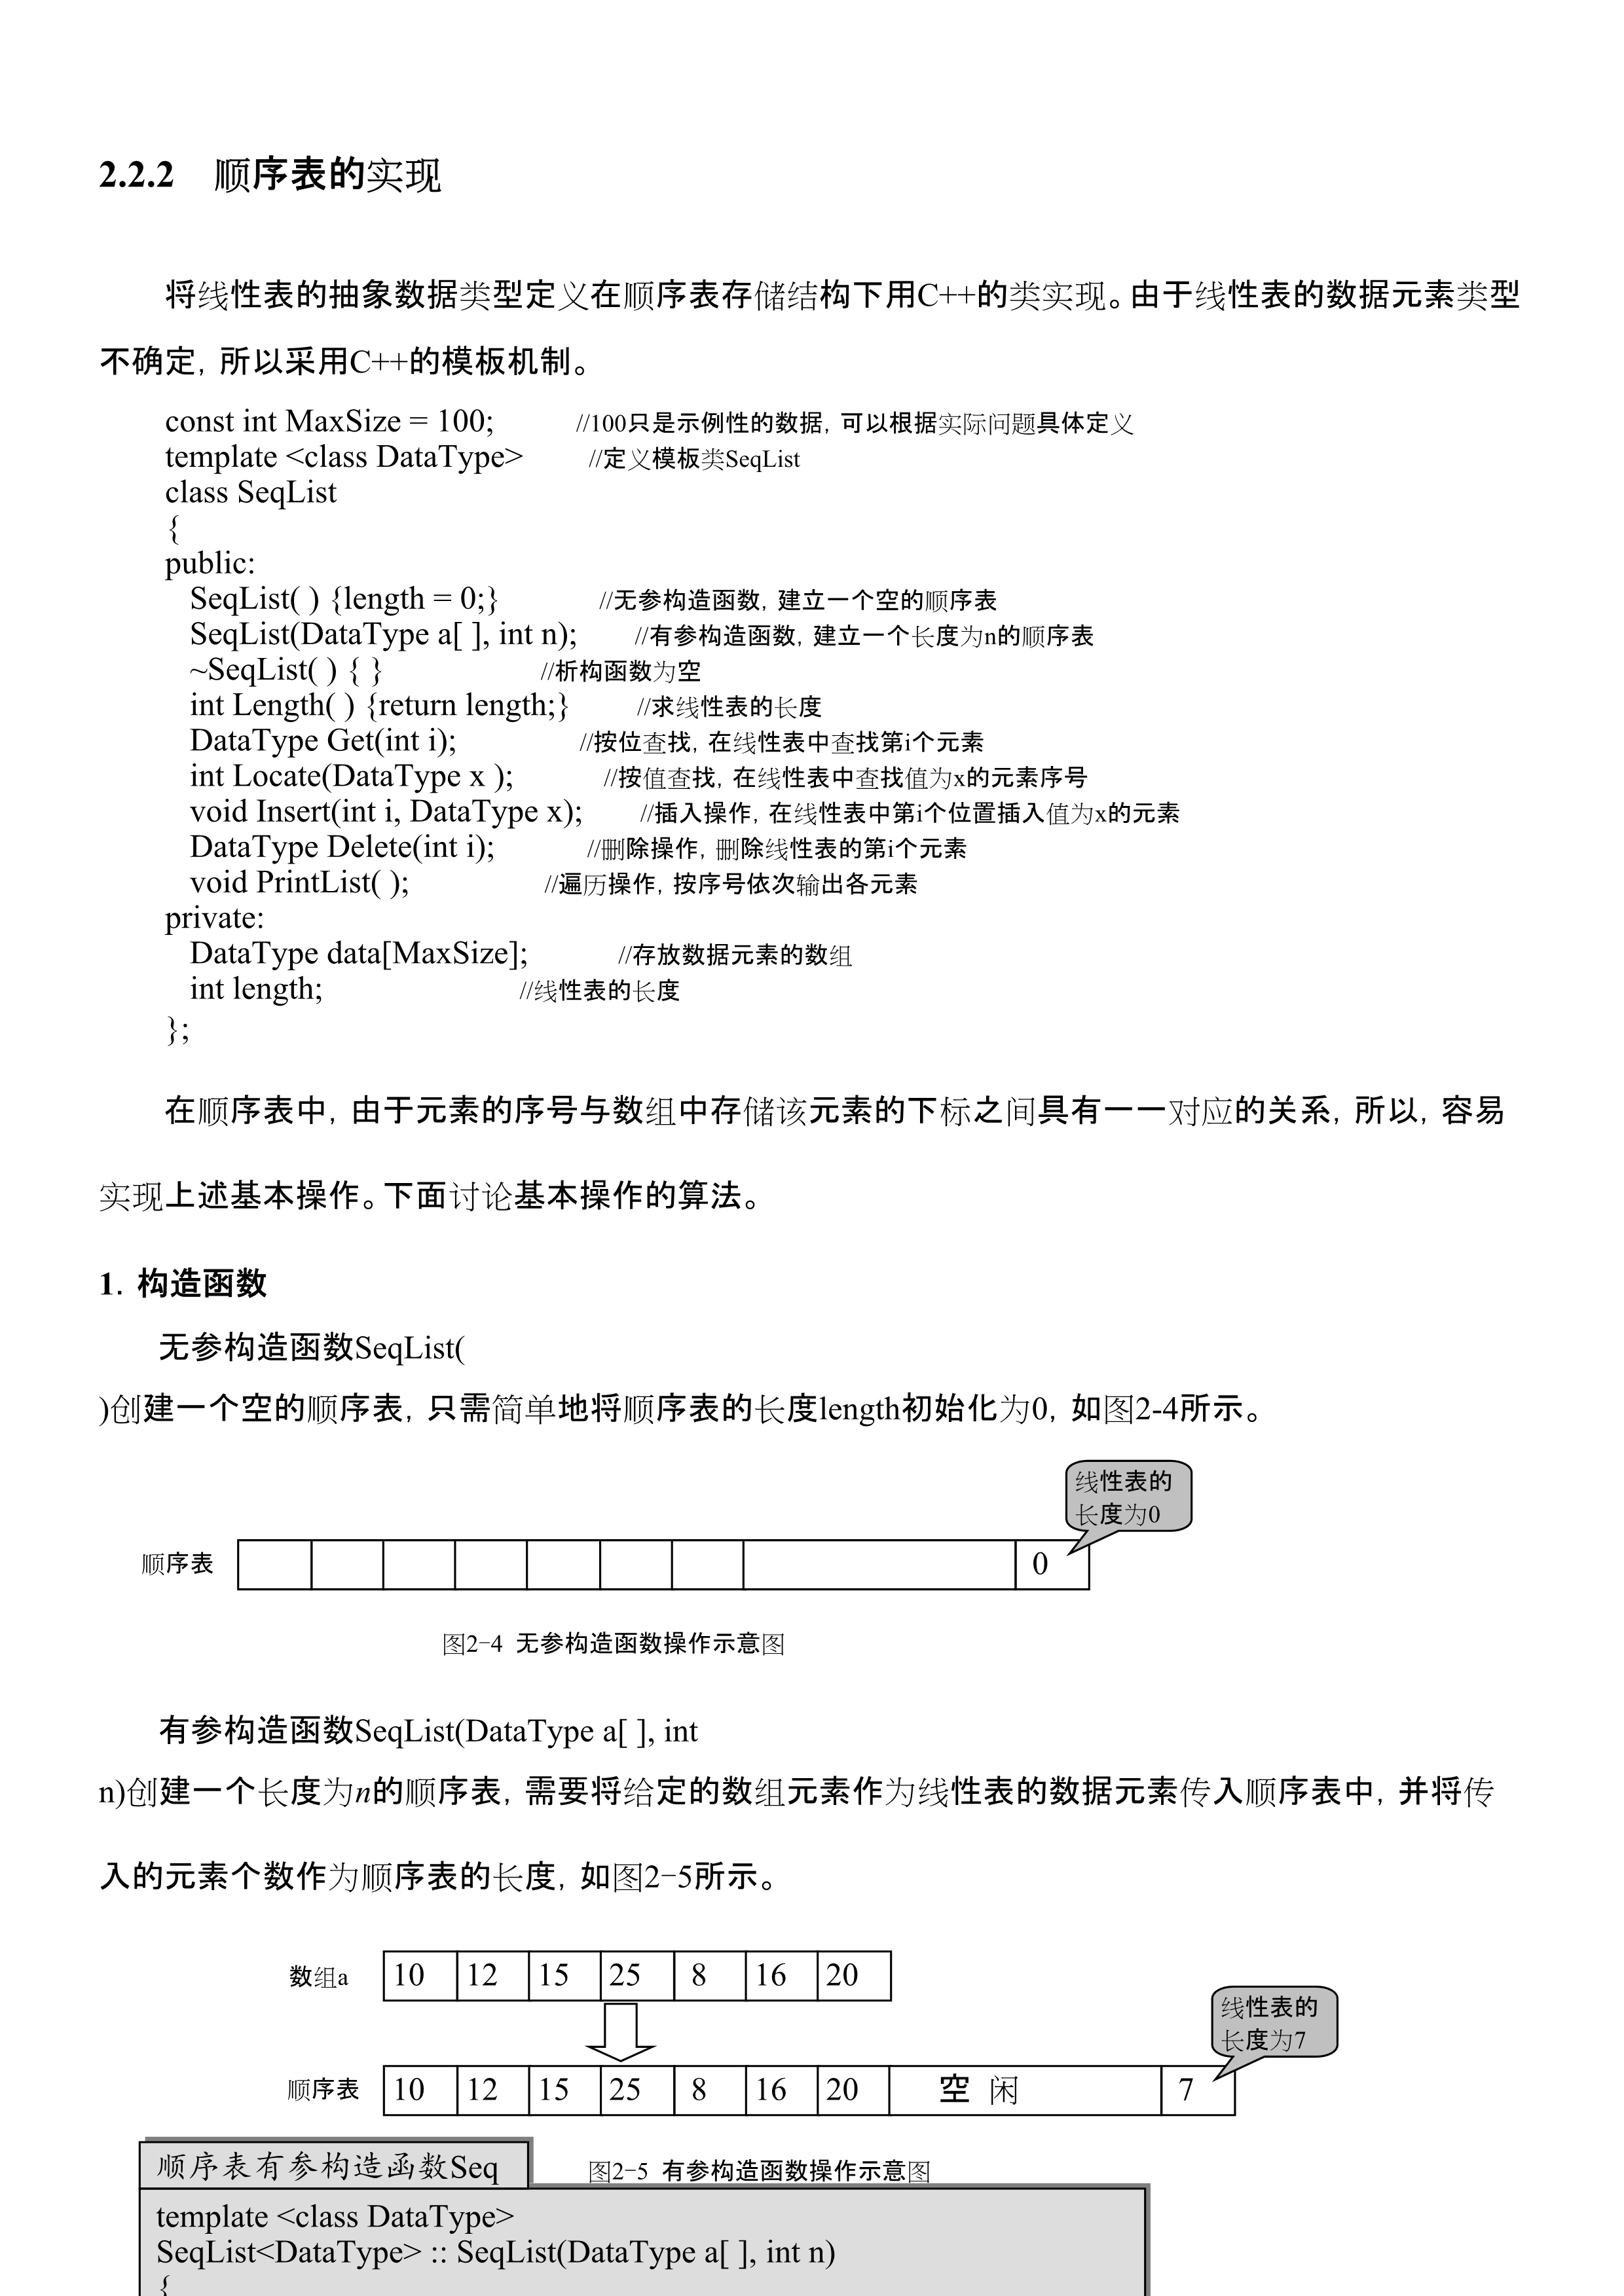 2.2.2 顺序表的实现
将线性表的抽象数据类型定义在顺序表存储结构下用C++的类实现。由于线性表的数据元素类型
不确定，所以采用C++的模板机制。
const int MaxSize = 100; //100只是示例性的数据，可以根据实际问题具体定义
template <class DataType> //定义模板类SeqList
class SeqList
{
public:
SeqList( ) {length = 0;} //无参构造函数，建立一个空的顺序表
SeqList(DataType a[ ], int n); //有参构造函数，建立一个长度为n的顺序表
~SeqList( ) { } //析构函数为空
int Length( ) {return length;} //求线性表的长度
DataType Get(int i); //按位查找，在线性表中查找第i个元素
int Locate(DataType x ); //按值查找，在线性表中查找值为x的元素序号
void Insert(int i, DataType x); //插入操作，在线性表中第i个位置插入值为x的元素
DataType Delete(int i); //删除操作，删除线性表的第i个元素
void PrintList( ); //遍历操作，按序号依次输出各元素
private:
DataType data[MaxSize]; //存放数据元素的数组
int length; //线性表的长度
};
在顺序表中，由于元素的序号与数组中存储该元素的下标之间具有一一对应的关系，所以，容易
实现上述基本操作。下面讨论基本操作的算法。
1．构造函数
无参构造函数SeqList(
)创建一个空的顺序表，只需简单地将顺序表的长度length初始化为0，如图2-4所示。
线性表的
长度为0
顺序表 0
图2-4 无参构造函数操作示意图
有参构造函数SeqList(DataType a[ ], int
n)创建一个长度为n的顺序表，需要将给定的数组元素作为线性表的数据元素传入顺序表中，并将传
入的元素个数作为顺序表的长度，如图2-5所示。
数组a 10 12 15 25 8 16 20
线性表的
长度为7
顺序表 10 12 15 25 8 16 20 空 闲 7
图2-5 有参构造函数操作示意图
顺序表有参构造函数Seq
template <class DataType>
SeqList<DataType> :: SeqList(DataType a[ ], int n)
{